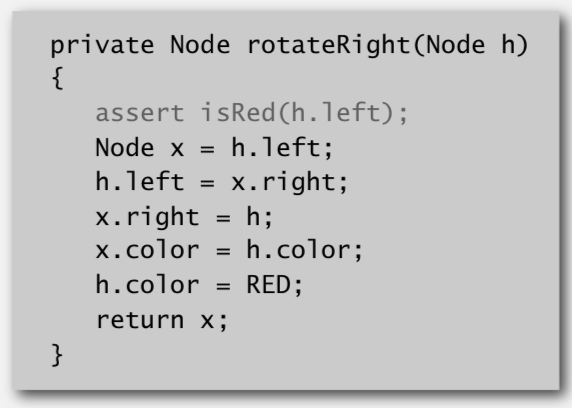 private Node rotateRight(Node h)
{
   assert isRed(h.left);
   Node x = h.left;
   h.left = x.right;
   x.right = h;
   x.color = h.color;
   h.color = RED;
   return x;
}